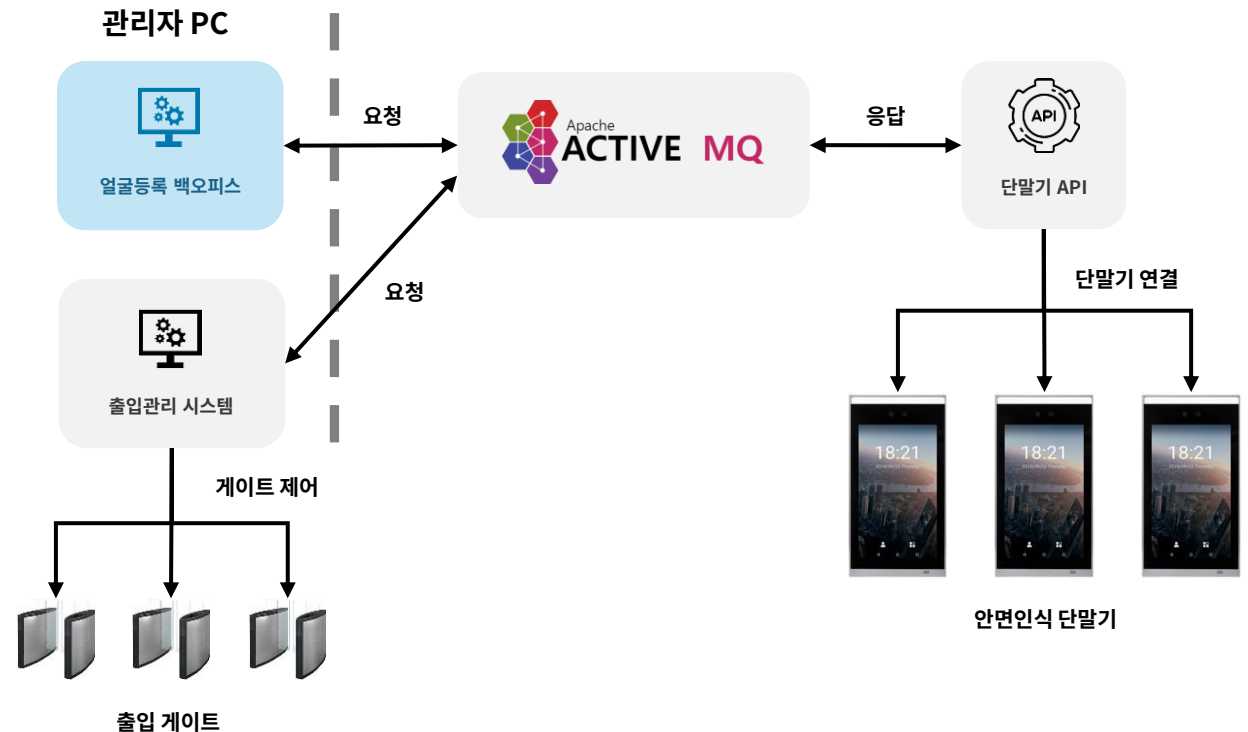 관리자 PC
얼굴등록 백오피스
요청
Apache
ACTIVE MQ
응답
API
단말기 API
요청
단말기 연결
출입관리 시스템
게이트 제어
18:21
18:21
18:21
안면인식 단말기
출입 게이트